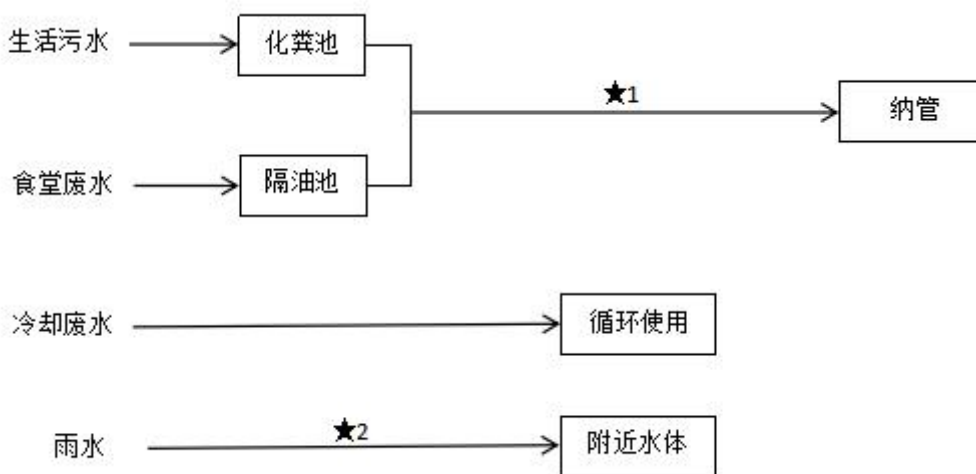 生活污水
化粪池
★1
纳管
食堂废水
隔油池
冷却废水
循环使用
雨水
★2
附近水体